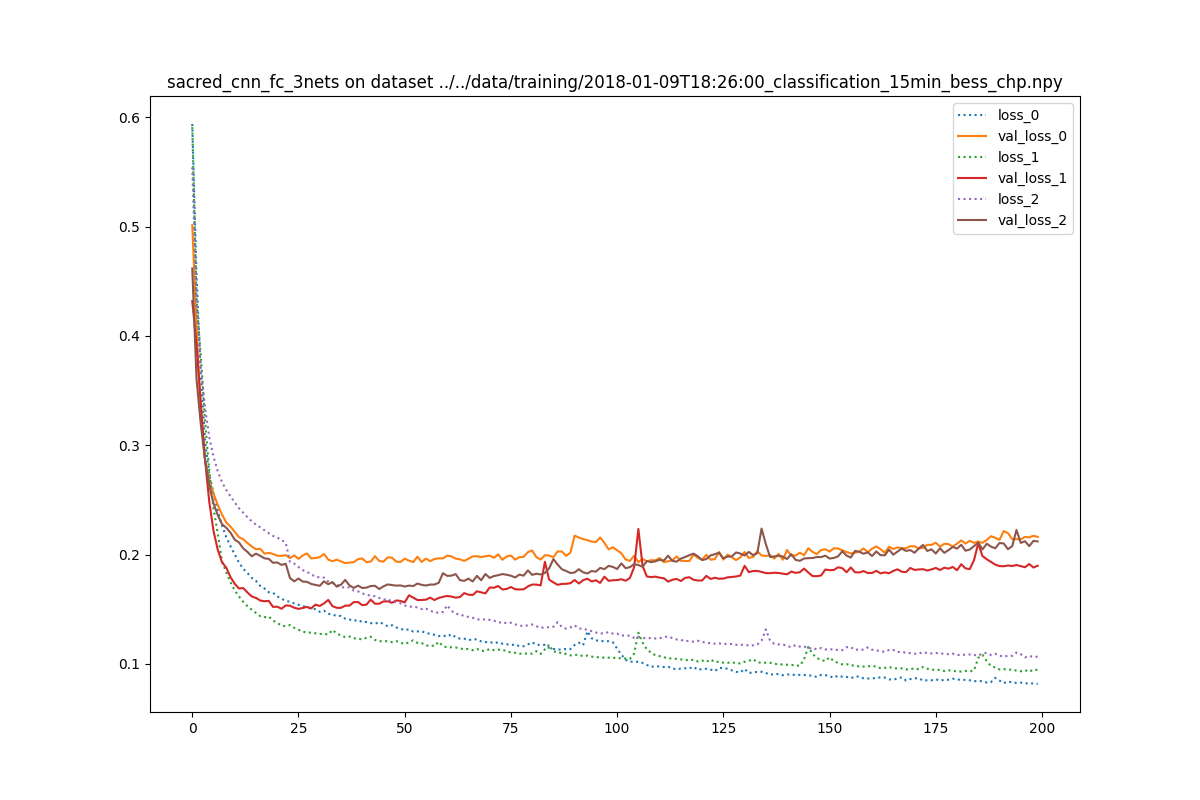 sacred_cnn_fc_3nets on dataset ../../data/training/2018-01-09T18:26:00_classification_15min_bess_chp.npy
loss_0
val_loss_0
loss_1
val_loss_1
loss_2
val_loss_2
0.6
0.5
0.4
0.3
0.2
0.1
0 25 50 75 100 125 150 175 200